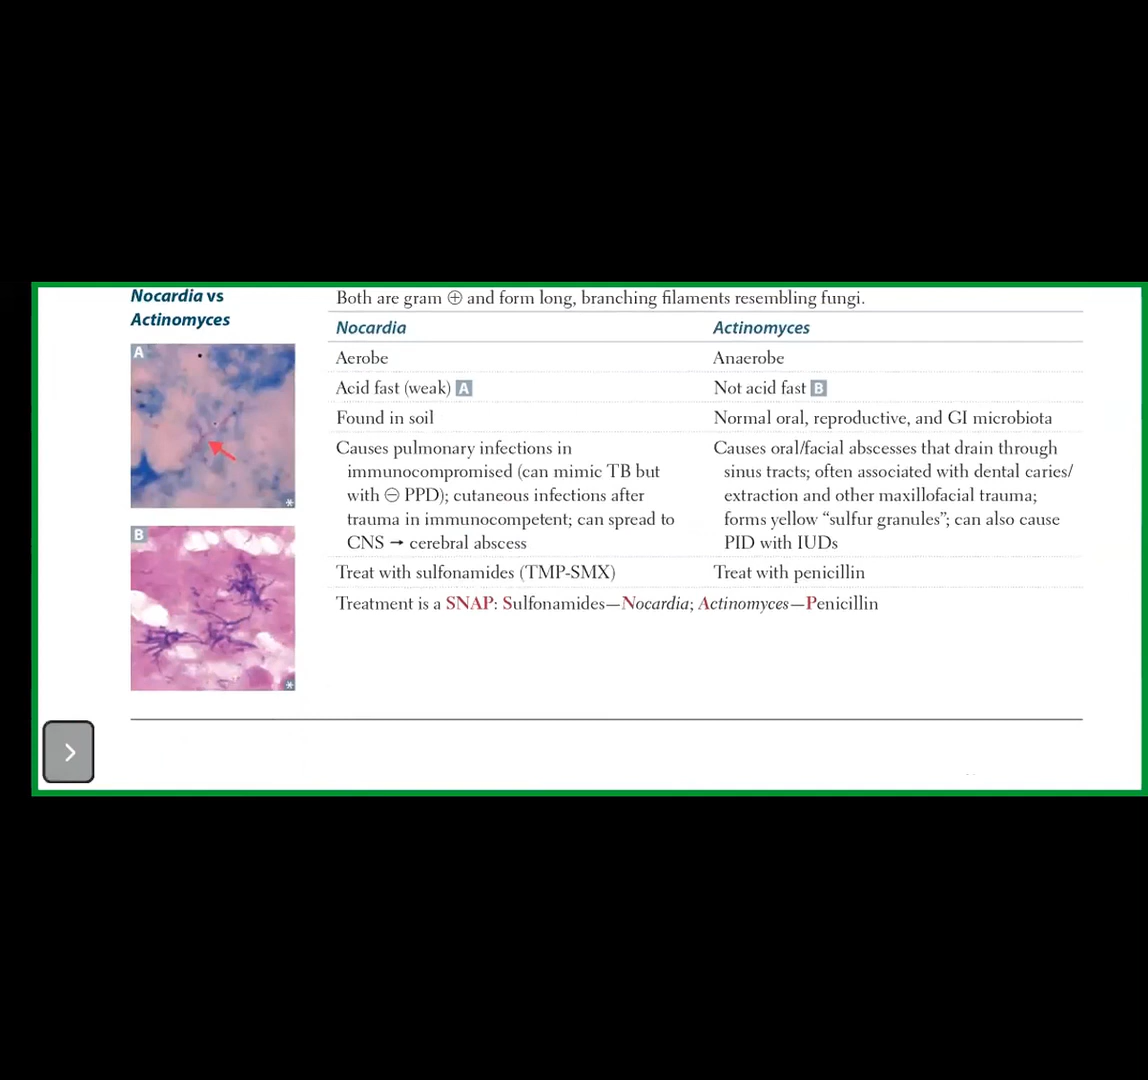 Nocardia vs
Actinomyces
Both are gram ⊕ and form long, branching filaments resembling fungi.
Nocardia
Actinomyces
Aerobe
Anaerobe
Acid fast (weak) A
Not acid fast B
Found in soil
Normal oral, reproductive, and GI microbiota
Causes pulmonary infections in
immunocompromised (can mimic TB but
with ⊖ PPD); cutaneous infections after
trauma in immunocompetent; can spread to
CNS → cerebral abscess
Causes oral/facial abscesses that drain through
sinus tracts; often associated with dental caries/
extraction and other maxillofacial trauma;
forms yellow “sulfur granules”; can also cause
PID with IUDs
Treat with sulfonamides (TMP-SMX)
Treat with penicillin
Treatment is a SNAP: Sulfonamides—Nocardia; Actinomyces—Penicillin
A
B